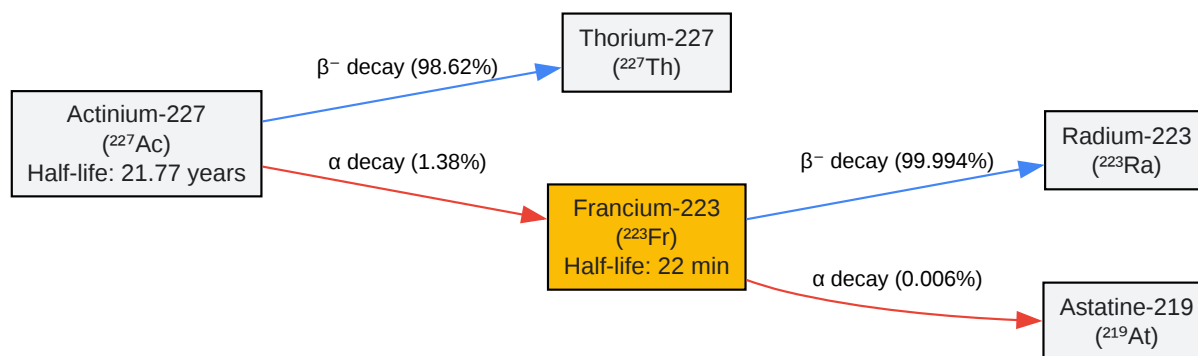 Thorium-227
(²²⁷Th)
β⁻ decay (98.62%)
Actinium-227
(²²⁷Ac)
Half-life: 21.77 years
α decay (1.38%)
Francium-223
(²²³Fr)
Half-life: 22 min
β⁻ decay (99.994%)
Radium-223
(²²³Ra)
α decay (0.006%)
Astatine-219
(²¹⁹At)